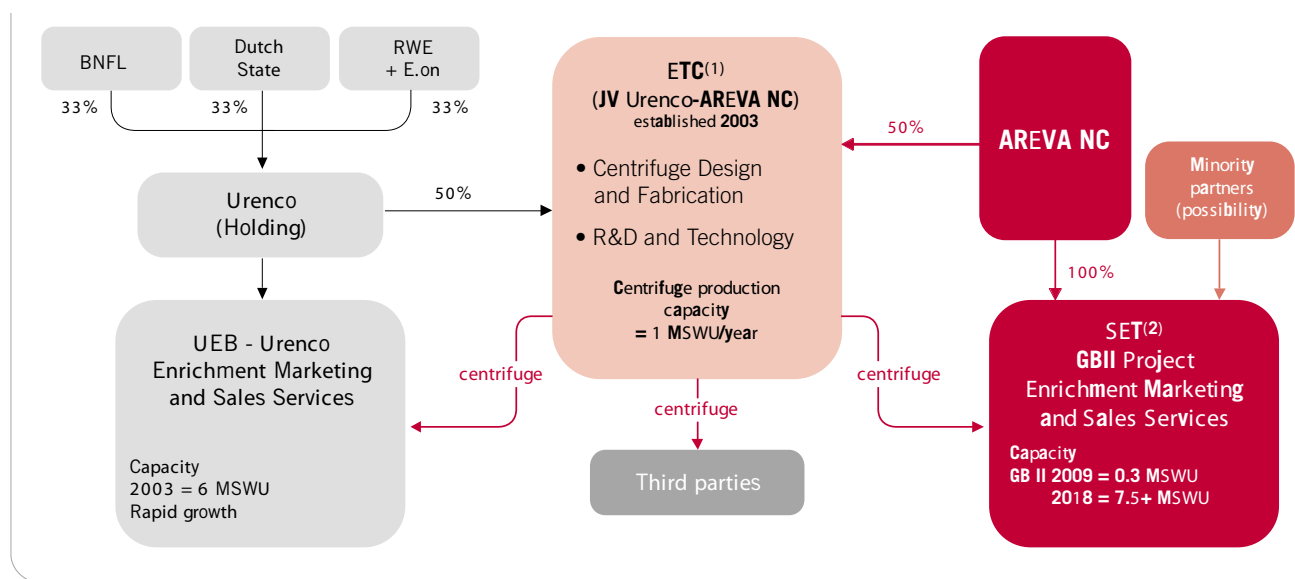 BNFL
Dutch
State
RWE
+ E.on
33%
33%
33%
Urenco
(Holding)
50%
UEB - Urenco
Enrichment Marketing
and Sales Services
Capacity
2003 = 6 MSWU
Rapid growth
ETC(1)
(JV Urenco-AREVA NC)
established 2003
• Centrifuge Design
and Fabrication
• R&D and Technology
Centrifuge production
capacity
= 1 MSWU/year
centrifuge
centrifuge
centrifuge
Third parties
50%
AREVA NC
Minority
partners
(possibility)
100%
SET(2)
GBII Project
Enrichment Marketing
and Sales Services
Capacity
GB II 2009 = 0.3 MSWU
2018 = 7.5+ MSWU